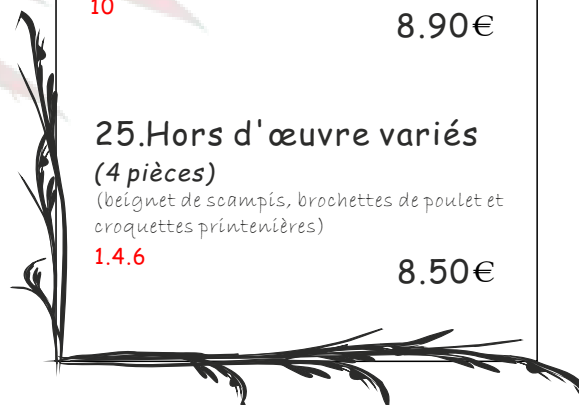 10
8.90€
25.Hors d'œuvre variés
(4 pièces)
(beignet de scampis, brochettes de poulet et
croquettes printenières)
1.4.6
8.50€